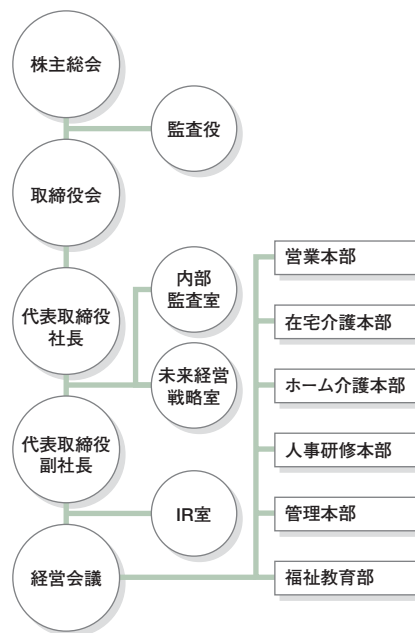 株主総会
監査役
取締役会
代表取締役
社長
内部
監査室
未来経営
戦略室
代表取締役
副社長
IR室
経営会議
営業本部
在宅介護本部
ホーム介護本部
人事研修本部
管理本部
福祉教育部